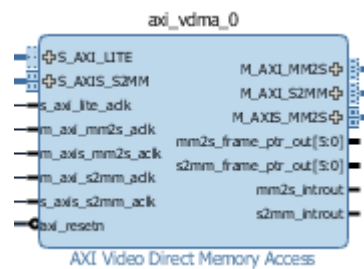 axi_vdma_0
S_AXI_LITE
S_AXIS_S2MM
s_axi_lite_aclk
m_axi_mm2s_aclk
m_axis_mm2s_aclk
m_axi_s2mm_aclk
s_axis_s2mm_aclk
axi_resetn
M_AXI_MM2S
M_AXI_S2MM
M_AXIS_MM2S
mm2s_frame_ptr_out[5:0]
s2mm_frame_ptr_out[5:0]
mm2s_introut
s2mm_introut
AXI Video Direct Memory Access